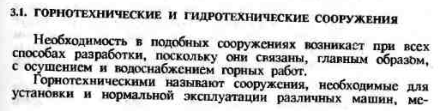 3.1. ГОРНОТЕХНИЧЕСКИЕ И ГИДРОТЕХНИЧЕСКИЕ СООРУЖЕНИЯ
Необходимость в подобных сооружениях возникает при всех
способах разработки, поскольку они связаны, главным образом,
с осушением и водоснабжением горных работ.
Горнотехническими называют сооружения, необходимые для
установки и нормальной эксплуатации различных машин, ме-